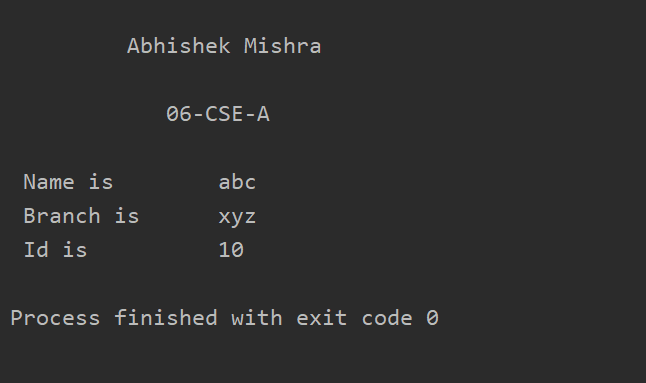 Abhishek Mishra
06-CSE-A
Name is abc
Branch is xyz
Id is 10
Process finished with exit code 0